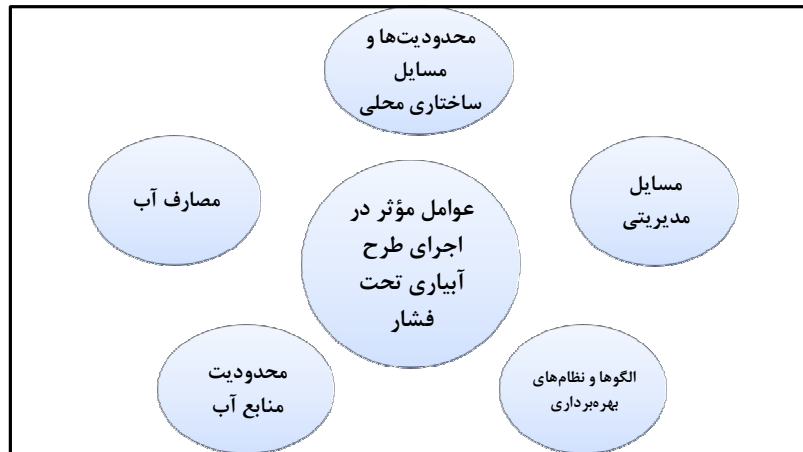 محدودیت‌ها و
مسایل
ساختاری محلی
مسایل
مدیریتی
مصارف آب
عوامل مؤثر در
اجرای طرح
آبیاری تحت
فشار
الگوها و نظام‌های
بهره‌برداری
محدودیت
منابع آب